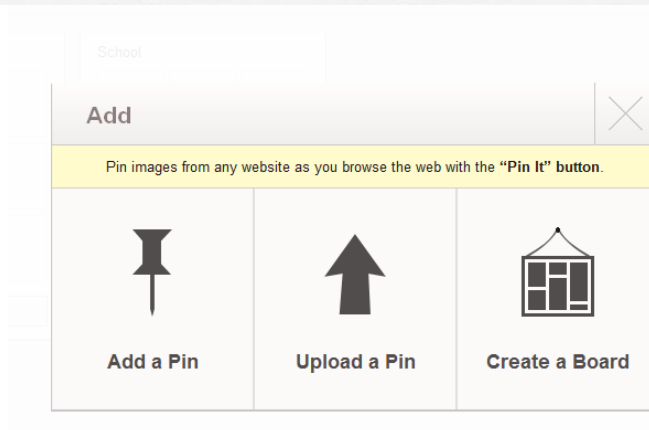 School
Add
Pin images from any website as you browse the web with the “Pin It” button.
Add a Pin
Upload a Pin
Create a Board